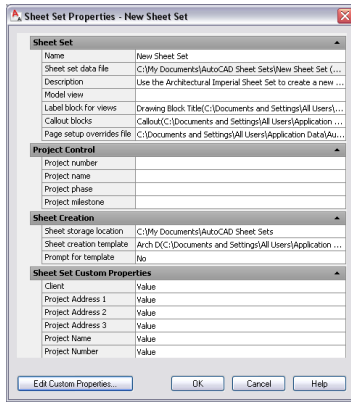 Sheet Set Properties - New Sheet Set
Sheet Set
Name New Sheet Set
Sheet set data file C:\My Documents\AutoCAD Sheet Sets\New Sheet Set (...
Description Use the Architectural Imperial Sheet Set to create a new ...
Model view
Label block for views Drawing Block Title(C:\Documents and Settings\All Users\...
Callout blocks Callout(C:\Documents and Settings\All Users\Application ...
Page setup overrides file C:\Documents and Settings\All Users\Application Data\Au...
Project Control
Project number
Project name
Project phase
Project milestone
Sheet Creation
Sheet storage location C:\My Documents\AutoCAD Sheet Sets
Sheet creation template Arch D(C:\Documents and Settings\All Users\Application ...
Prompt for template No
Sheet Set Custom Properties
Client Value
Project Address 1 Value
Project Address 2 Value
Project Address 3 Value
Project Name Value
Project Number Value
Edit Custom Properties... OK Cancel Help